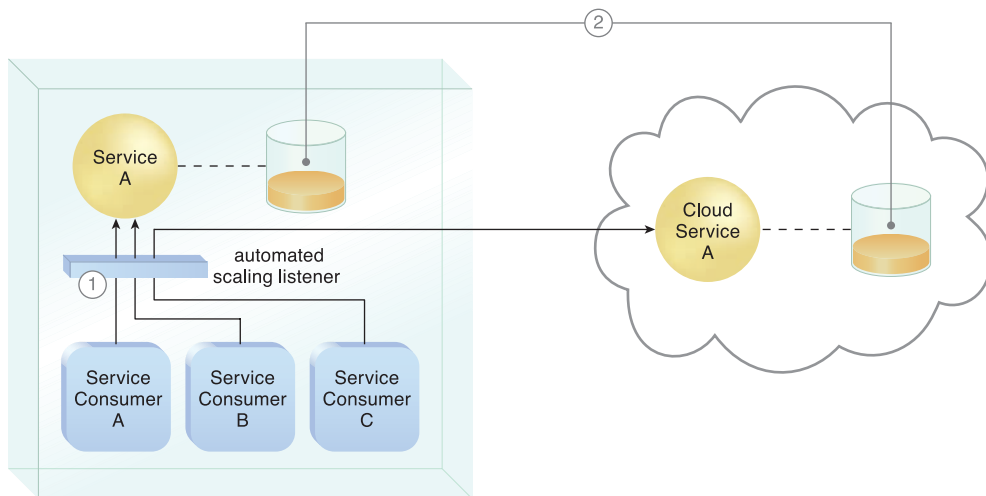 2
Service
A
Cloud
Service
A
automated
scaling listener
1
Service
Consumer
A
Service
Consumer
B
Service
Consumer
C